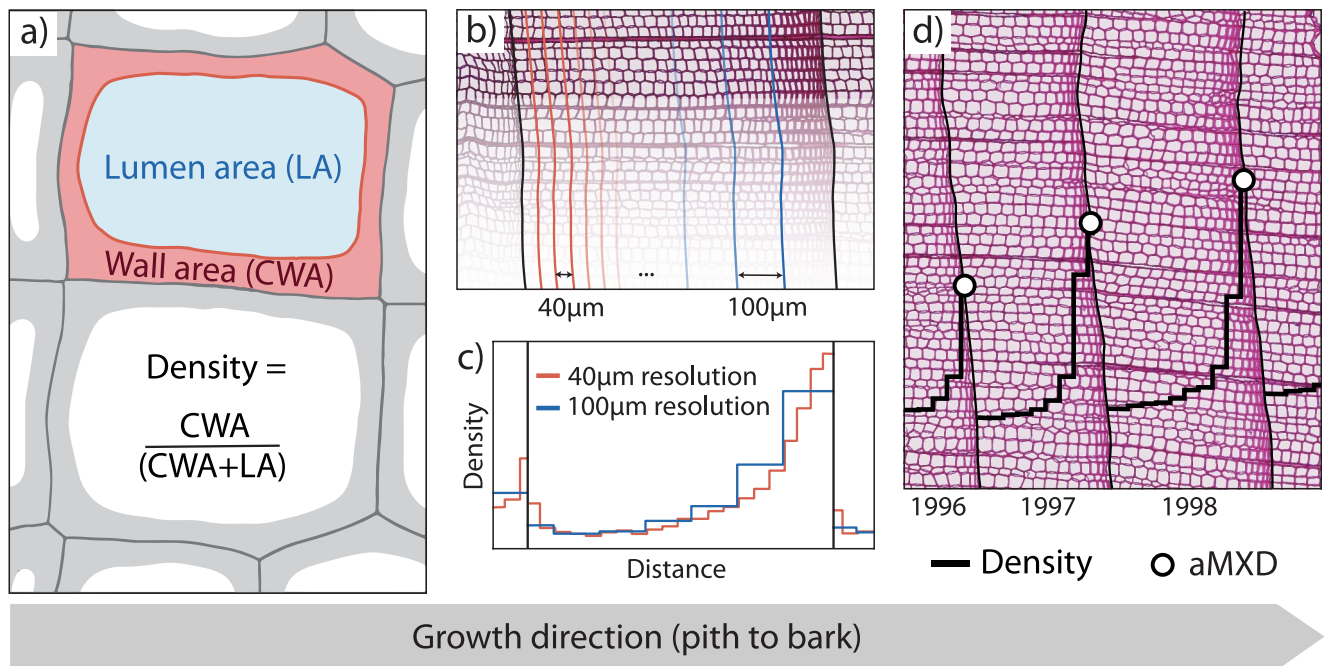 a)
Lumen area (LA)
Wall area (CWA)
Density =
CWA
(CWA+LA)
b)
...
40μm
100μm
c)
40μm resolution
100μm resolution
Density
Distance
d)
1996
1997
1998
Density
aMXD
Growth direction (pith to bark)